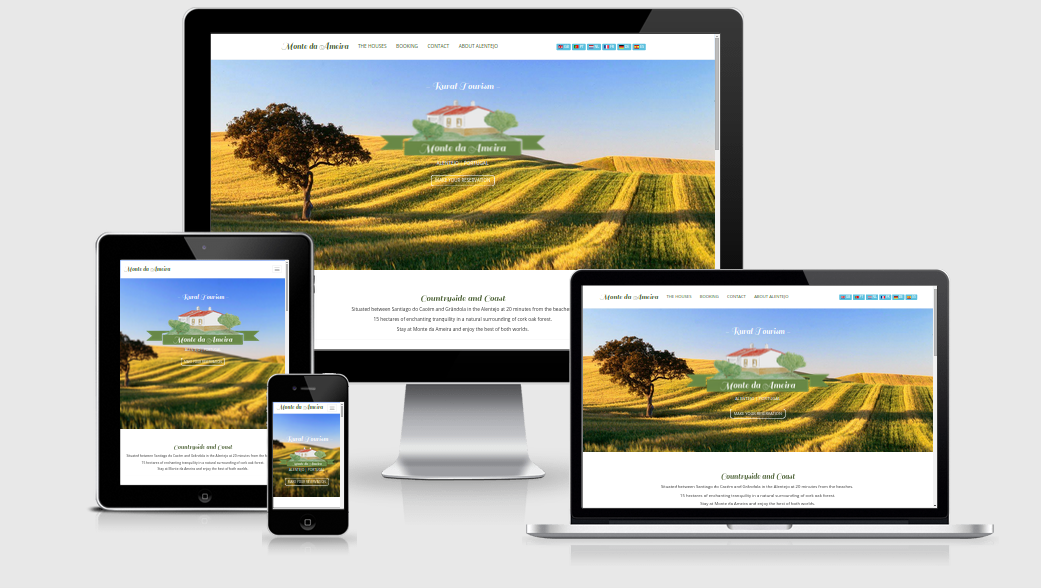 Monte da Ameira THE HOUSES BOOKING CONTACT ABOUT ALENTEJO
Rural Tourism
Monte da Ameira
MAKE YOUR RESERVATION
Countryside and Coast
Situated between Santiago do Cacém and Grândola in the Alentejo at 20 minutes from the beaches
15 hectares of enchanting tranquility in a natural surrounding of cork oak forest.
Stay at Monte da Ameira and enjoy the best of both worlds.
Monte da Ameira
Rural Tourism
Monte da Ameira
Countryside and Coast
Situated between Santiago do Cacém and Grândola in the Alentejo at 20 minutes from the
15 hectares of enchanting tranquility in a natural surrounding of cork oak forest.
Stay at Monte da Ameira and enjoy the best of both worlds.
Monte da Ameira
Rural Tourism
Monte da Ameira
ALENTEJO PORTUGAL
MAKE YOUR RESERVATION
Monte da Ameira THE HOUSES BOOKING CONTACT ABOUT ALENTEJO
Rural Tourism
Monte da Ameira
ALENTEJO PORTUGAL
MAKE YOUR RESERVATION
Countryside and Coast
Situated between Santiago do Cacém and Grândola in the Alentejo at 20 minutes from the beaches.
15 hectares of enchanting tranquility in a natural surrounding of cork oak forest.
Stay at Monte da Ameira and enjoy the best of both worlds.